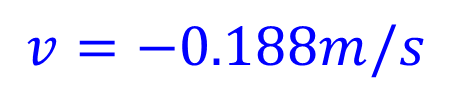 v = −0.188m/s